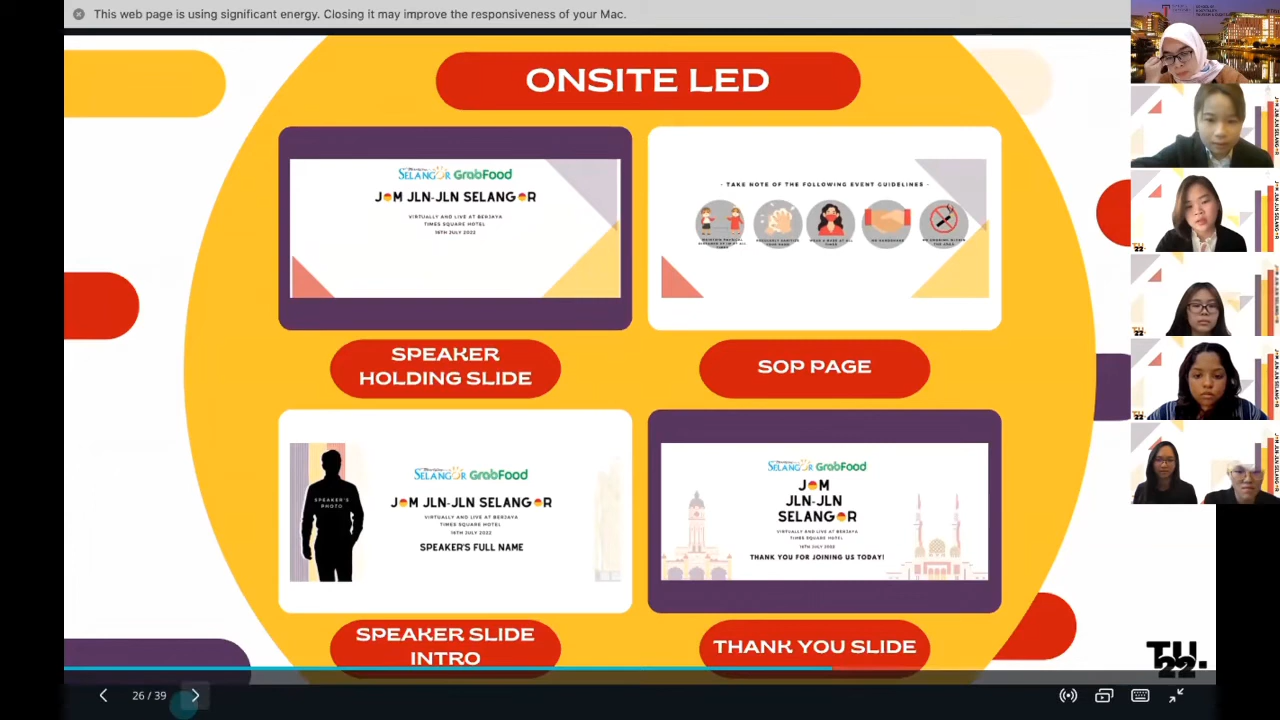 This web page is using significant energy. Closing it may improve the responsiveness of your Mac.
ONSITE LED
SELANGOR GrabFood
JOM JLN-JLN SELANGOR
VIRTUALLY AND LIVE AT BERJAYA
TIMES SQUARE HOTEL
16TH JULY 2022
- TAKE NOTE OF THE FOLLOWING EVENT GUIDELINES -
NO HANDSHAKE
SPEAKER
HOLDING SLIDE
SOP PAGE
SPEAKER'S
PHOTO
SELANGOR GrabFood
JOM JLN-JLN SELANGOR
VIRTUALLY AND LIVE AT BERJAYA
TIMES SQUARE HOTEL
16TH JULY 2022
SPEAKER'S FULL NAME
SELANGOR GrabFood
JOM
JLN-JLN
SELANGOR
VIRTUALLY AND LIVE AT BERJAYA
TIMES SQUARE HOTEL
16TH JULY 2022
THANK YOU FOR JOINING US TODAY!
SPEAKER SLIDE
INTRO
THANK YOU SLIDE
TU
22.
26 / 39